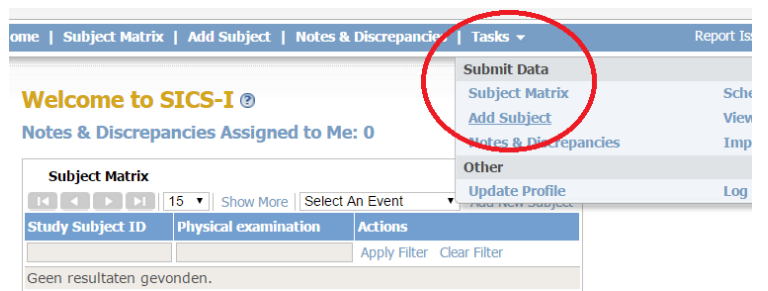 ome | Subject Matrix | Add Subject | Notes & Discrepancies | Tasks Report Iss
Submit Data
Subject Matrix Sche
Add Subject View
Notes & Discrepancies Imp
Other
Update Profile Log
Welcome to SICS-I
Notes & Discrepancies Assigned to Me: 0
Subject Matrix
15 Show More Select An Event Add New Subject
Study Subject ID Physical examination Actions
Apply Filter Clear Filter
Geen resultaten gevonden.